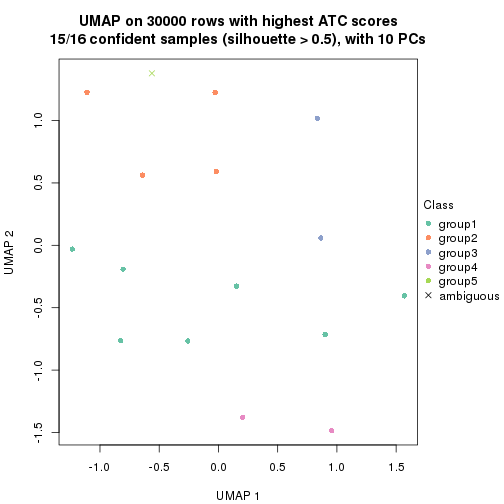 UMAP on 30000 rows with highest ATC scores
15/16 confident samples (silhouette > 0.5), with 10 PCs
UMAP 2
1.0
0.5
0.0
-0.5
-1.0
-1.5
-1.0
-0.5
0.0
0.5
1.0
1.5
UMAP 1
Class
group1
group2
group3
group4
group5
ambiguous